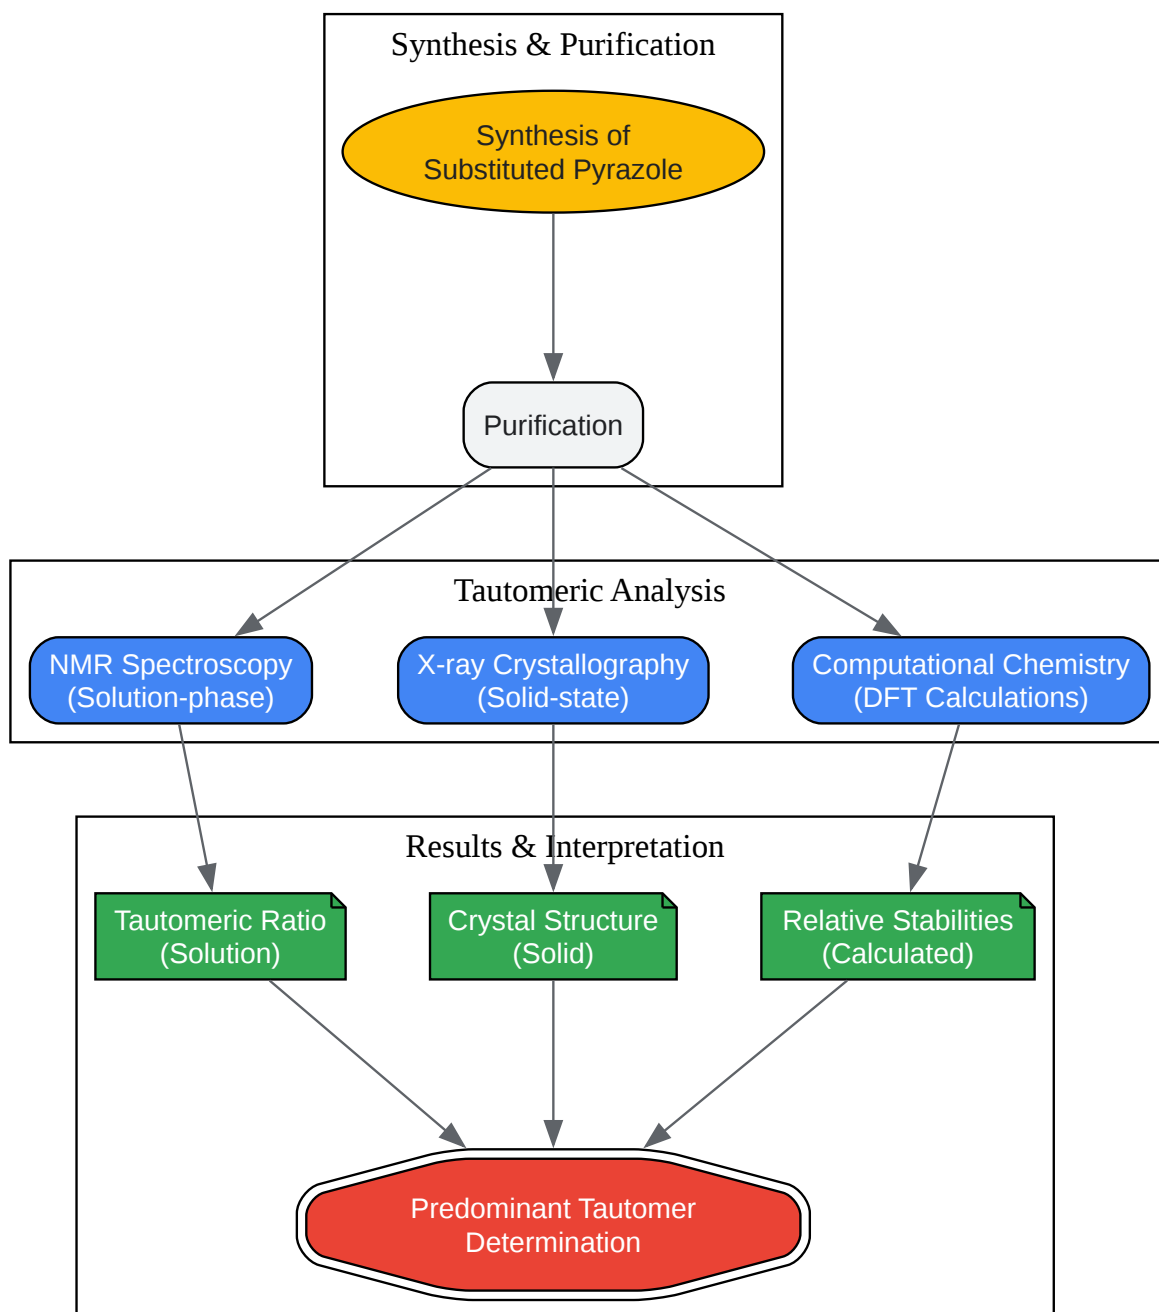 Synthesis & Purification
Synthesis of
Substituted Pyrazole
Purification
Tautomeric Analysis
NMR Spectroscopy
(Solution-phase)
X-ray Crystallography
(Solid-state)
Computational Chemistry
(DFT Calculations)
Results & Interpretation
Tautomeric Ratio
(Solution)
Crystal Structure
(Solid)
Relative Stabilities
(Calculated)
Predominant Tautomer
Determination